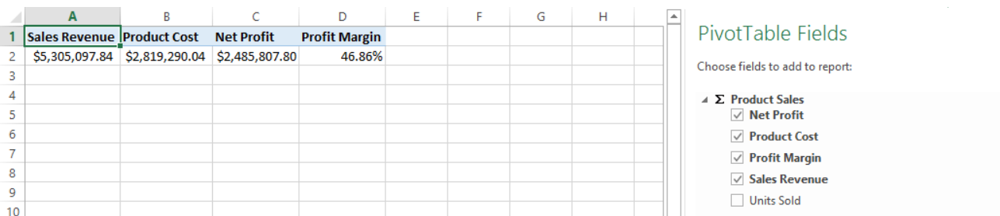 A B C D E F G H
1 Sales Revenue Product Cost Net Profit Profit Margin
2 $5,305,097.84 $2,819,290.04 $2,485,807.80 46.86%
3
4
5
6
7
8
9
10
PivotTable Fields
Choose fields to add to report:
Σ Product Sales
Net Profit
Product Cost
Profit Margin
Sales Revenue
Units Sold